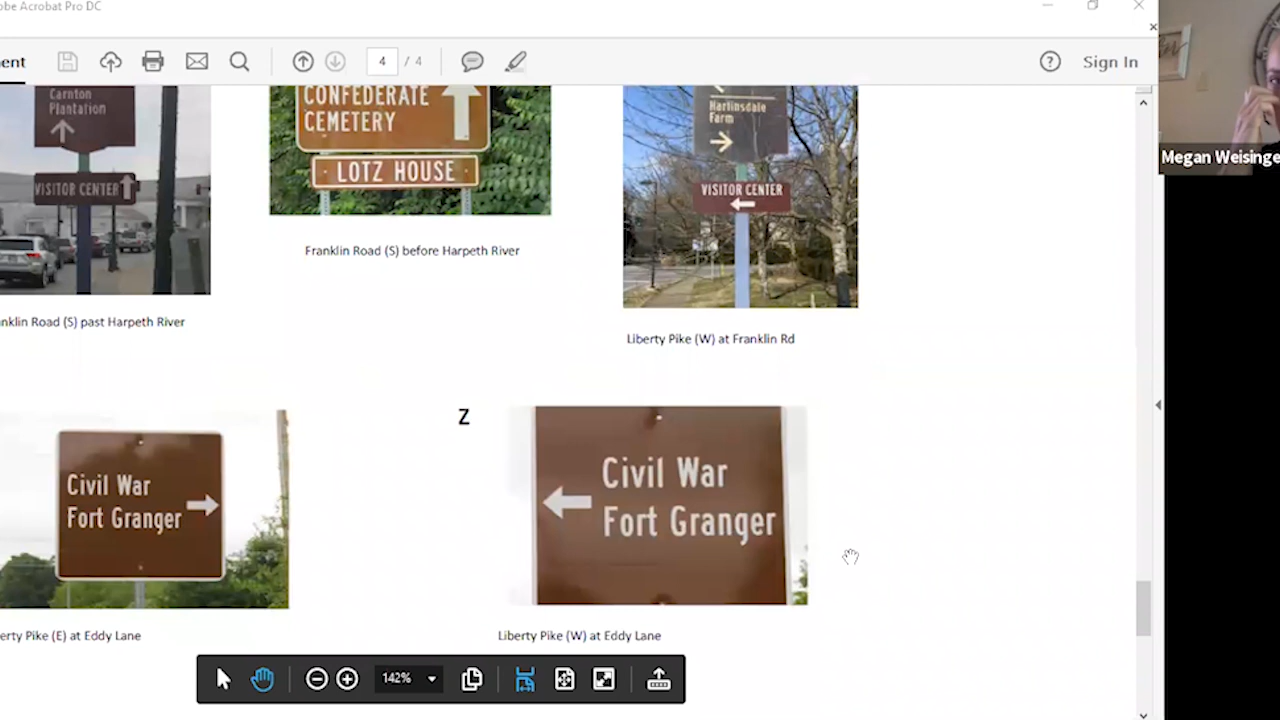 obe Acrobat Pro DC
ent
4 / 4
Sign In
Carnton
Plantation
VISITOR CENTER
CONFEDERATE
CEMETERY
LOTZ HOUSE
Harlinsdale
Farm
VISITOR CENTER
Megan Weisinge
Franklin Road (S) before Harpeth River
nklin Road (S) past Harpeth River
Liberty Pike (W) at Franklin Rd
Z
Civil War
Fort Granger
Civil War
Fort Granger
erty Pike (E) at Eddy Lane
Liberty Pike (W) at Eddy Lane
142%